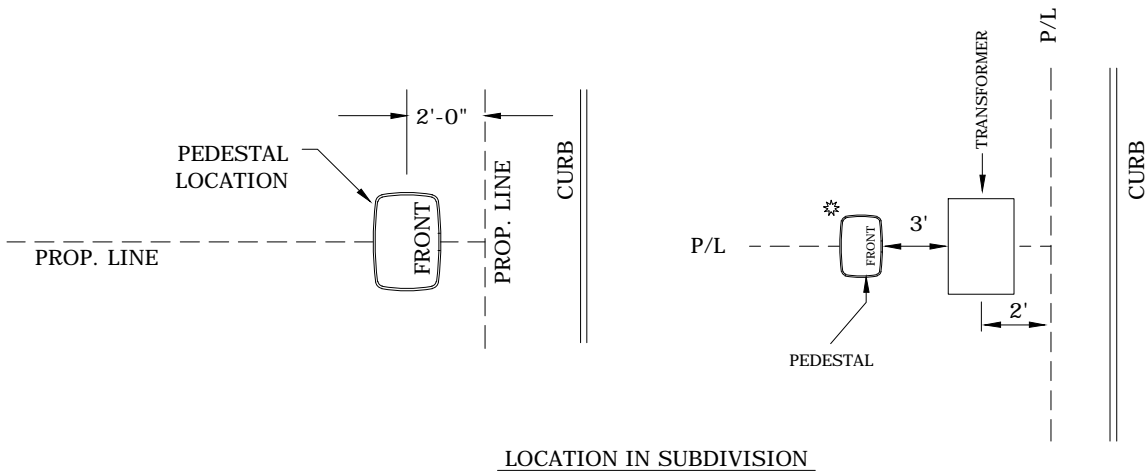 2'-0"
PEDESTAL
LOCATION
FRONT
PROP. LINE
PROP. LINE
CURB
P/L
TRANSFORMER
CURB
3'
P/L
FRONT
2'
PEDESTAL
LOCATION IN SUBDIVISION